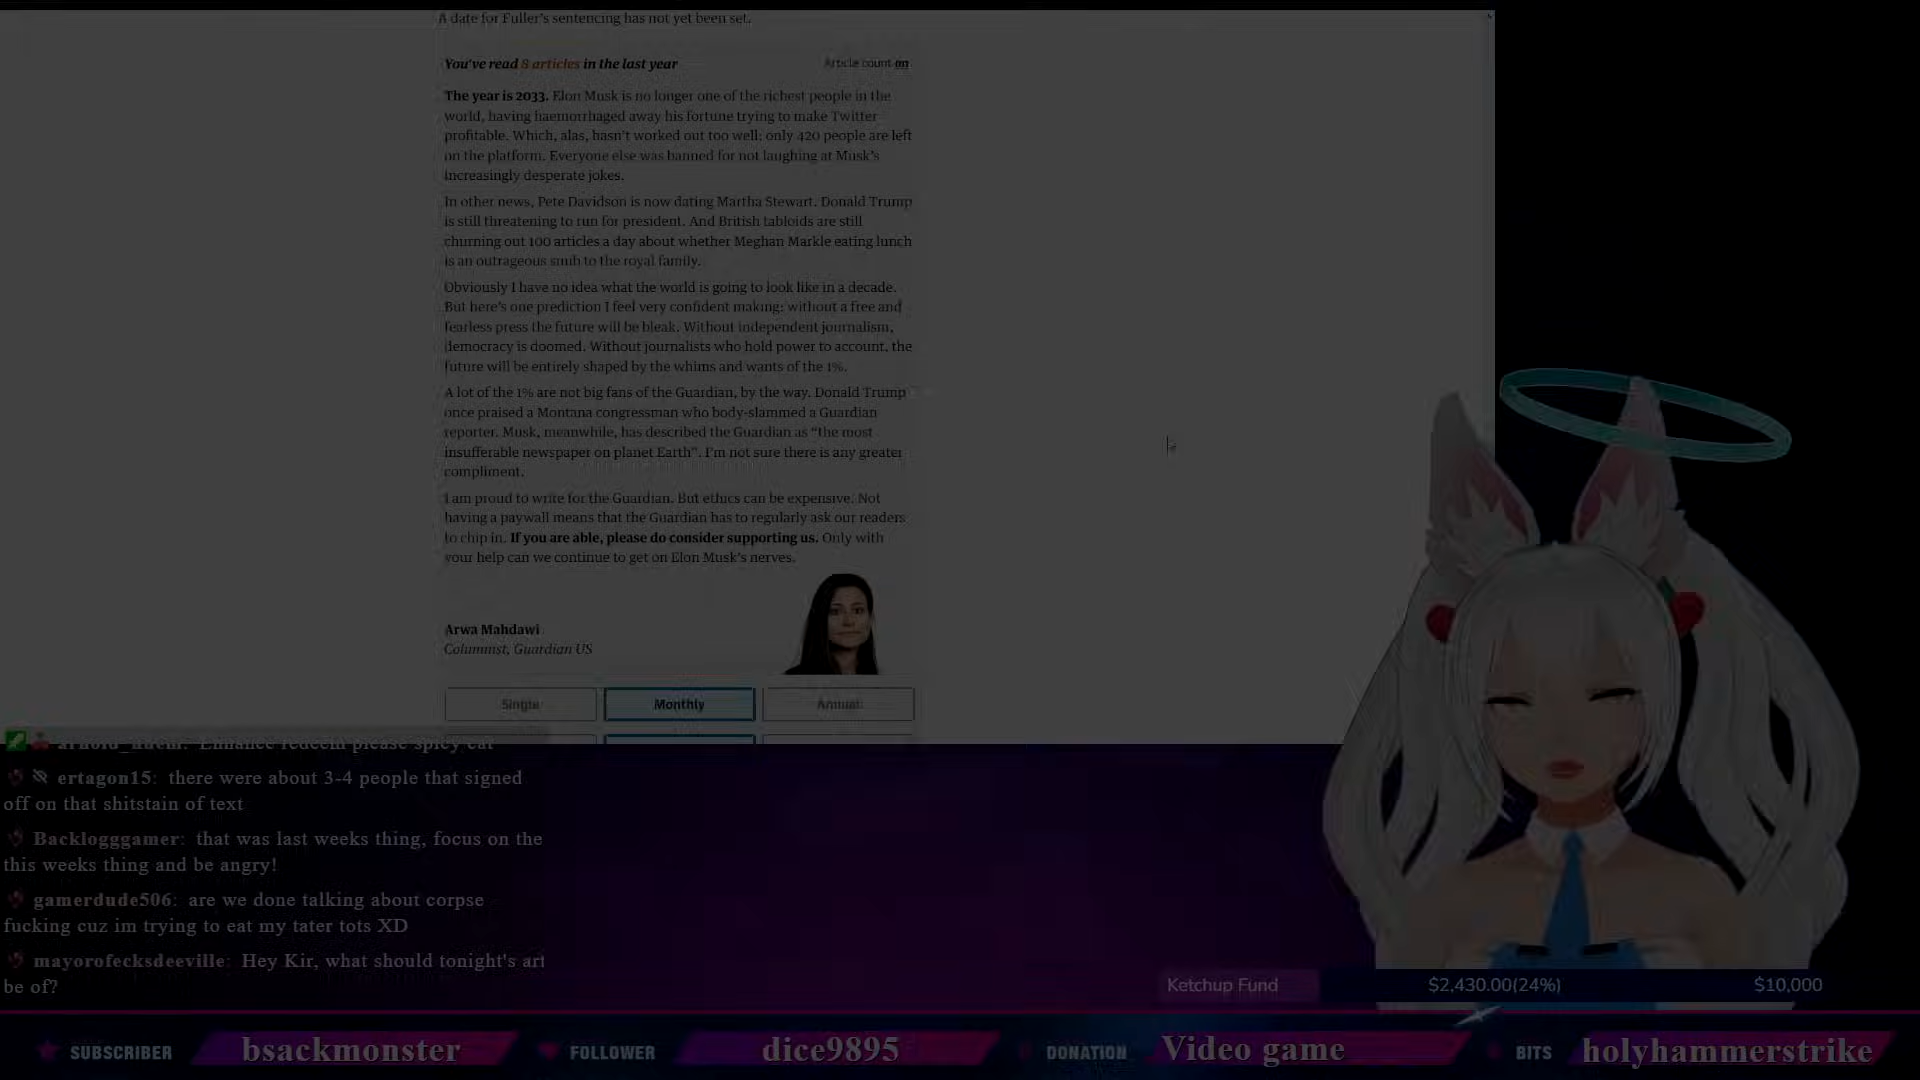 A date for Fuller's sentencing has not yet been set.
You've read 8 articles in the last year
Article count on
The year is 2033. Elon Musk is no longer one of the richest people in the
world, having haemorrhaged away his fortune trying to make Twitter
profitable. Which, alas, hasn't worked out too well: only 420 people are left
on the platform. Everyone else was banned for not laughing at Musk's
increasingly desperate jokes.
In other news, Pete Davidson is now dating Martha Stewart. Donald Trump
is still threatening to run for president. And British tabloids are still
churning out 100 articles a day about whether Meghan Markle eating lunch
is an outrageous snub to the royal family.
Obviously I have no idea what the world is going to look like in a decade.
But here's one prediction I feel very confident making: without a free and
fearless press the future will be bleak. Without independent journalism,
democracy is doomed. Without journalists who hold power to account, the
future will be entirely shaped by the whims and wants of the 1%.
A lot of the 1% are not big fans of the Guardian, by the way. Donald Trump
once praised a Montana congressman who body-slammed a Guardian
reporter. Musk, meanwhile, has described the Guardian as "the most
insufferable newspaper on planet Earth". I'm not sure there is any greater
compliment.
I am proud to write for the Guardian. But ethics can be expensive. Not
having a paywall means that the Guardian has to regularly ask our readers
to chip in. If you are able, please do consider supporting us. Only with
your help can we continue to get on Elon Musk's nerves.
Arwa Mahdawi
Columnist, Guardian US
Single
Monthly
Annual
Enhance redeem please spicy cat
ertagon15: there were about 3-4 people that signed
off on that shitstain of text
Backlogggamer: that was last weeks thing, focus on the
this weeks thing and be angry!
gamerdude506: are we done talking about corpse
fucking cuz im trying to eat my tater tots XD
mayorofecksdeeville: Hey Kir, what should tonight's art
be of?
Ketchup Fund
$2,430.00(24%)
$10,000
SUBSCRIBER
bsackmonster
FOLLOWER
dice9895
DONATION
Video game
BITS
holyhammerstrike